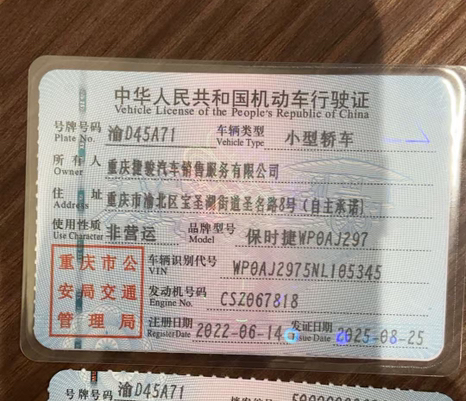 中华人民共和国机动车行驶证
Vehicle License of the People's Republic of China
号牌号码 渝D45A71 车辆类型 小型轿车
Plate No. Vehicle Type
所有人 重庆捷骏汽车销售服务有限公司
Owner
住址 重庆市渝北区宝圣湖街道圣名路8号(自主承诺)
Address
使用性质 非营运 品牌型号 保时捷WP0AJ297
Use Character Model
重庆市公安局交通管理局
车辆识别代号 WP0AJ2975NL105345
VIN
发动机号码 CSZ067818
Engine No.
注册日期 2022-06-14 发证日期 2025-08-25
Register Date Issue Date
号牌号码 渝D45A71